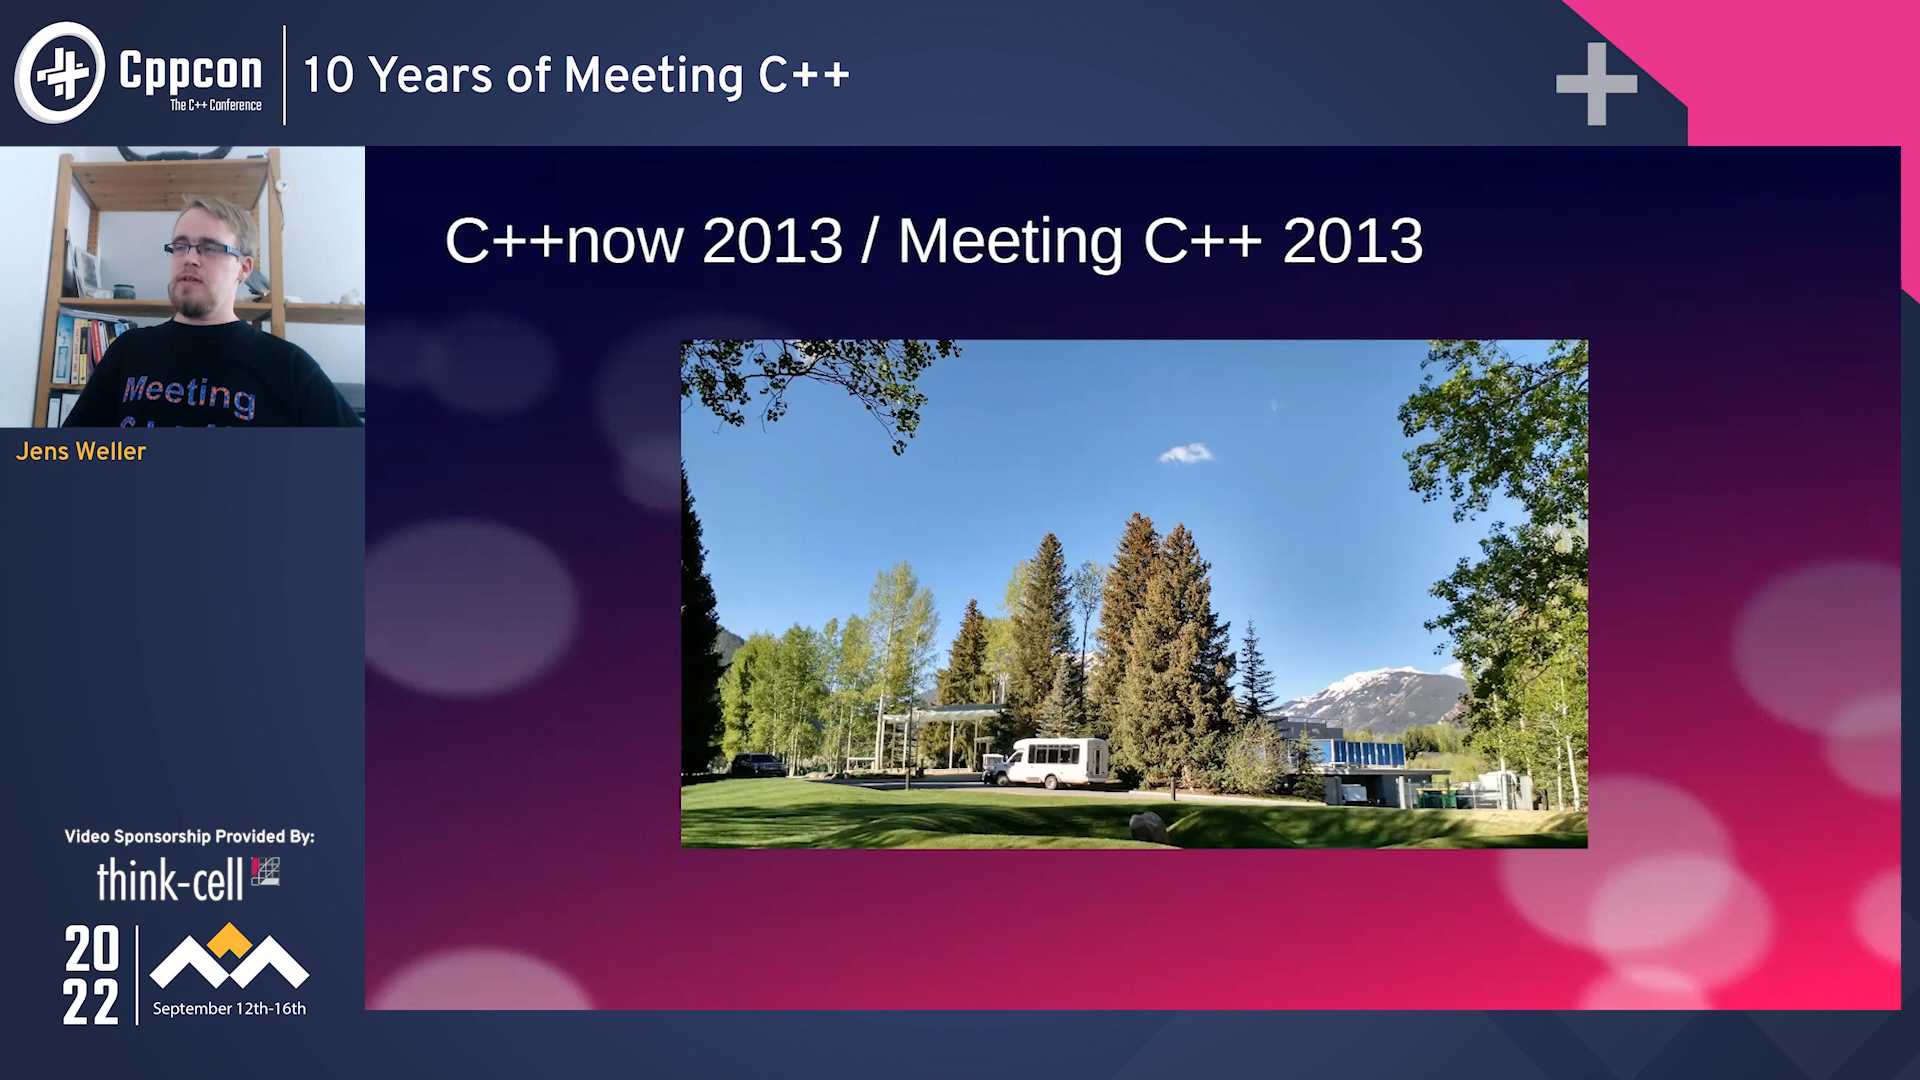 Cppcon
The C++ Conference
10 Years of Meeting C++
C++now 2013 / Meeting C++ 2013
Meeting
Jens Weller
Video Sponsorship Provided By:
think-cell
20
22
September 12th-16th